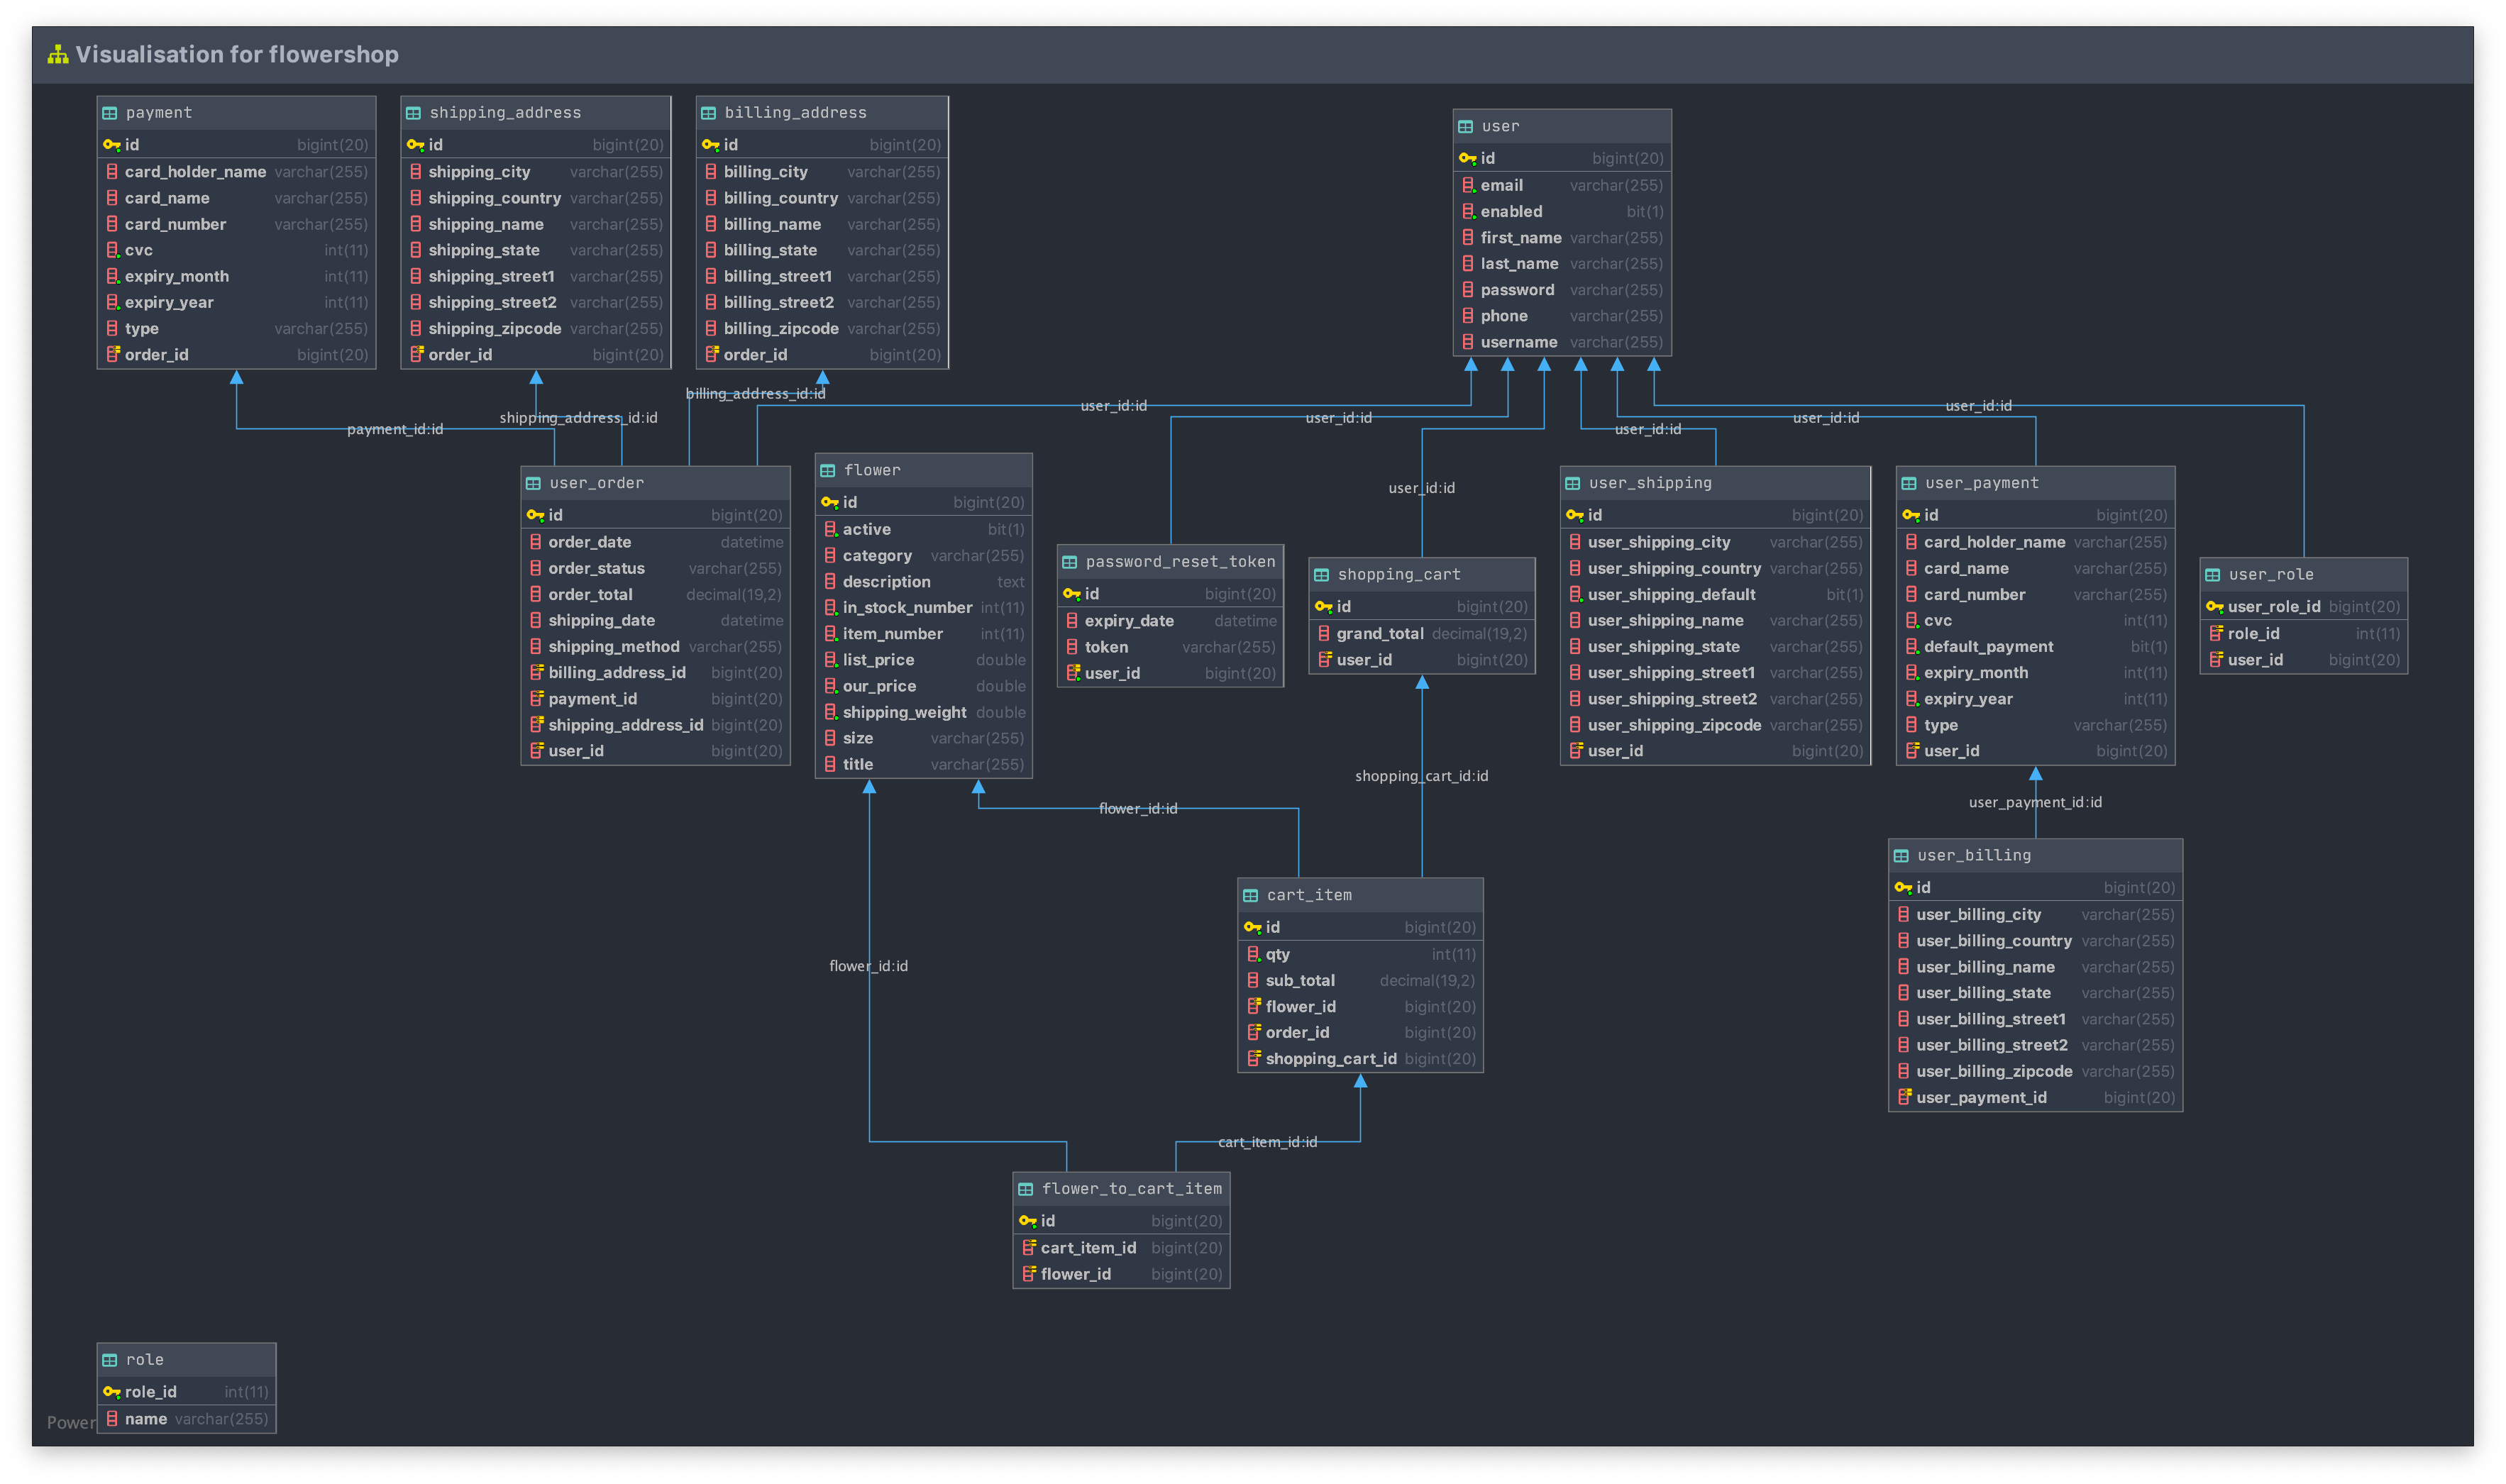 Visualisation for flowershop
payment
id bigint(20)
card_holder_name varchar(255)
card_name varchar(255)
card_number varchar(255)
cvc int(11)
expiry_month int(11)
expiry_year int(11)
type varchar(255)
order_id bigint(20)
shipping_address
id bigint(20)
shipping_city varchar(255)
shipping_country varchar(255)
shipping_name varchar(255)
shipping_state varchar(255)
shipping_street1 varchar(255)
shipping_street2 varchar(255)
shipping_zipcode varchar(255)
order_id bigint(20)
billing_address
id bigint(20)
billing_city varchar(255)
billing_country varchar(255)
billing_name varchar(255)
billing_state varchar(255)
billing_street1 varchar(255)
billing_street2 varchar(255)
billing_zipcode varchar(255)
order_id bigint(20)
user
id bigint(20)
email varchar(255)
enabled bit(1)
first_name varchar(255)
last_name varchar(255)
password varchar(255)
phone varchar(255)
username varchar(255)
billing_address_id:id
user_id:id
user_id:id
shipping_address_id:id
user_id:id
user_id:id
payment_id:id
user_id:id
user_id:id
user_order
id bigint(20)
order_date datetime
order_status varchar(255)
order_total decimal(19,2)
shipping_date datetime
shipping_method varchar(255)
billing_address_id bigint(20)
payment_id bigint(20)
shipping_address_id bigint(20)
user_id bigint(20)
flower
id bigint(20)
active bit(1)
category varchar(255)
description text
in_stock_number int(11)
item_number int(11)
list_price double
our_price double
shipping_weight double
size varchar(255)
title varchar(255)
password_reset_token
id bigint(20)
expiry_date datetime
token varchar(255)
user_id bigint(20)
shopping_cart
id bigint(20)
grand_total decimal(19,2)
user_id bigint(20)
user_shipping
id bigint(20)
user_shipping_city varchar(255)
user_shipping_country varchar(255)
user_shipping_default bit(1)
user_shipping_name varchar(255)
user_shipping_state varchar(255)
user_shipping_street1 varchar(255)
user_shipping_street2 varchar(255)
user_shipping_zipcode varchar(255)
user_id bigint(20)
user_payment
id bigint(20)
card_holder_name varchar(255)
card_name varchar(255)
card_number varchar(255)
cvc int(11)
default_payment bit(1)
expiry_month int(11)
expiry_year int(11)
type varchar(255)
user_id bigint(20)
user_role
user_role_id bigint(20)
role_id int(11)
user_id bigint(20)
shopping_cart_id:id
flower_id:id
user_payment_id:id
cart_item
id bigint(20)
qty int(11)
sub_total decimal(19,2)
flower_id bigint(20)
order_id bigint(20)
shopping_cart_id bigint(20)
user_billing
id bigint(20)
user_billing_city varchar(255)
user_billing_country varchar(255)
user_billing_name varchar(255)
user_billing_state varchar(255)
user_billing_street1 varchar(255)
user_billing_street2 varchar(255)
user_billing_zipcode varchar(255)
user_payment_id bigint(20)
flower_id:id
cart_item_id:id
flower_to_cart_item
id bigint(20)
cart_item_id bigint(20)
flower_id bigint(20)
role
role_id int(11)
name varchar(255)
Power